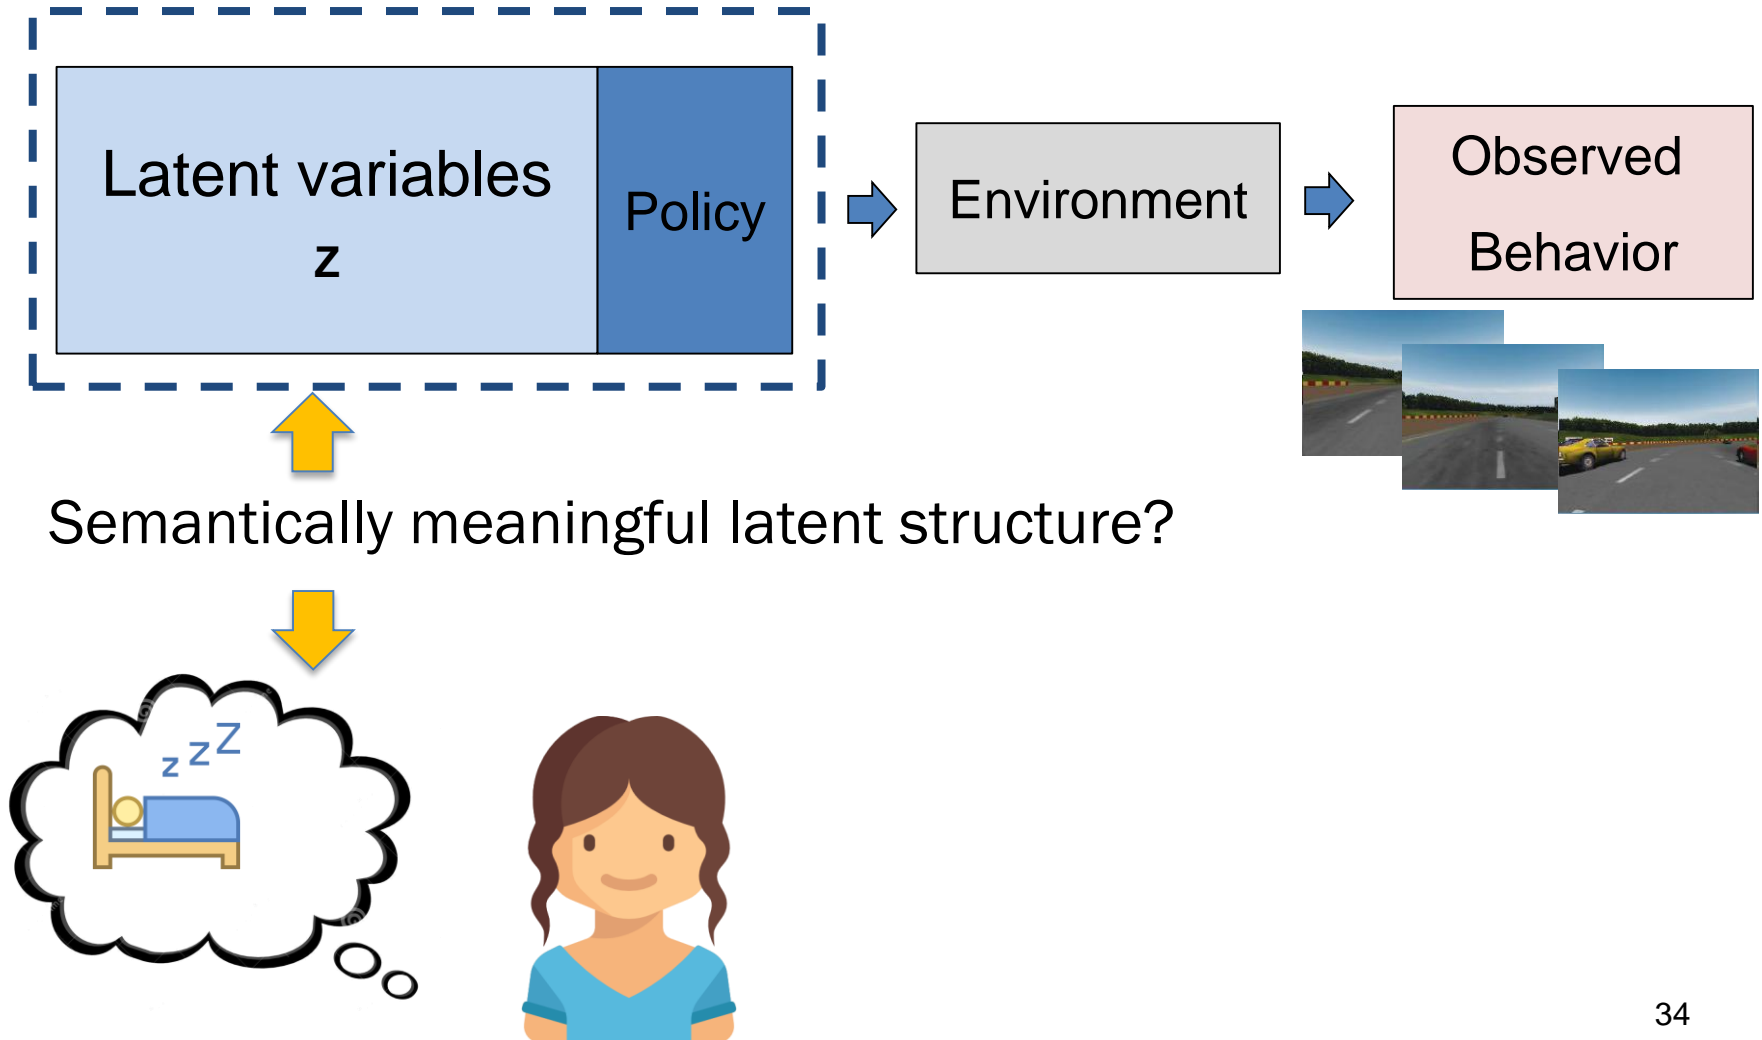 Latent variables
z
Policy
Environment
Observed
Behavior
Semantically meaningful latent structure?
z z Z
34